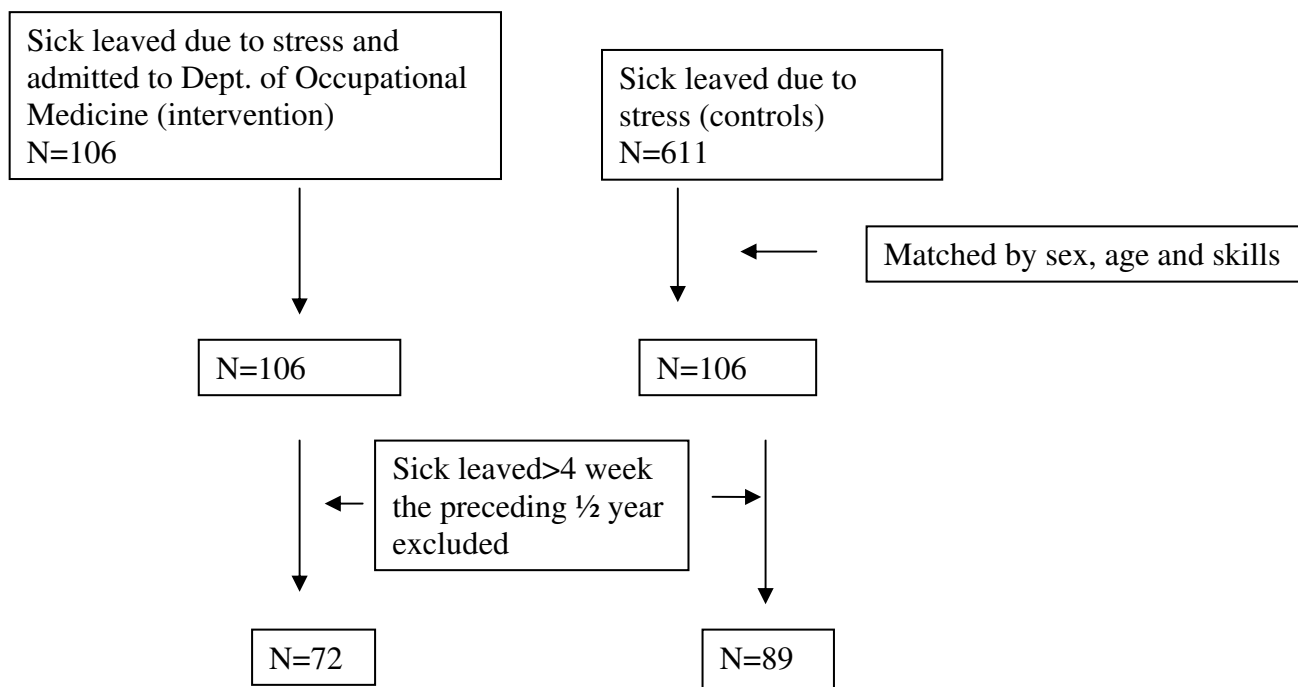 Sick leaved due to stress and
admitted to Dept. of Occupational
Medicine (intervention)
N=106
Sick leaved due to
stress (controls)
N=611
Matched by sex, age and skills
N=106
N=106
Sick leaved>4 week
the preceding ½ year
excluded
N=72
N=89